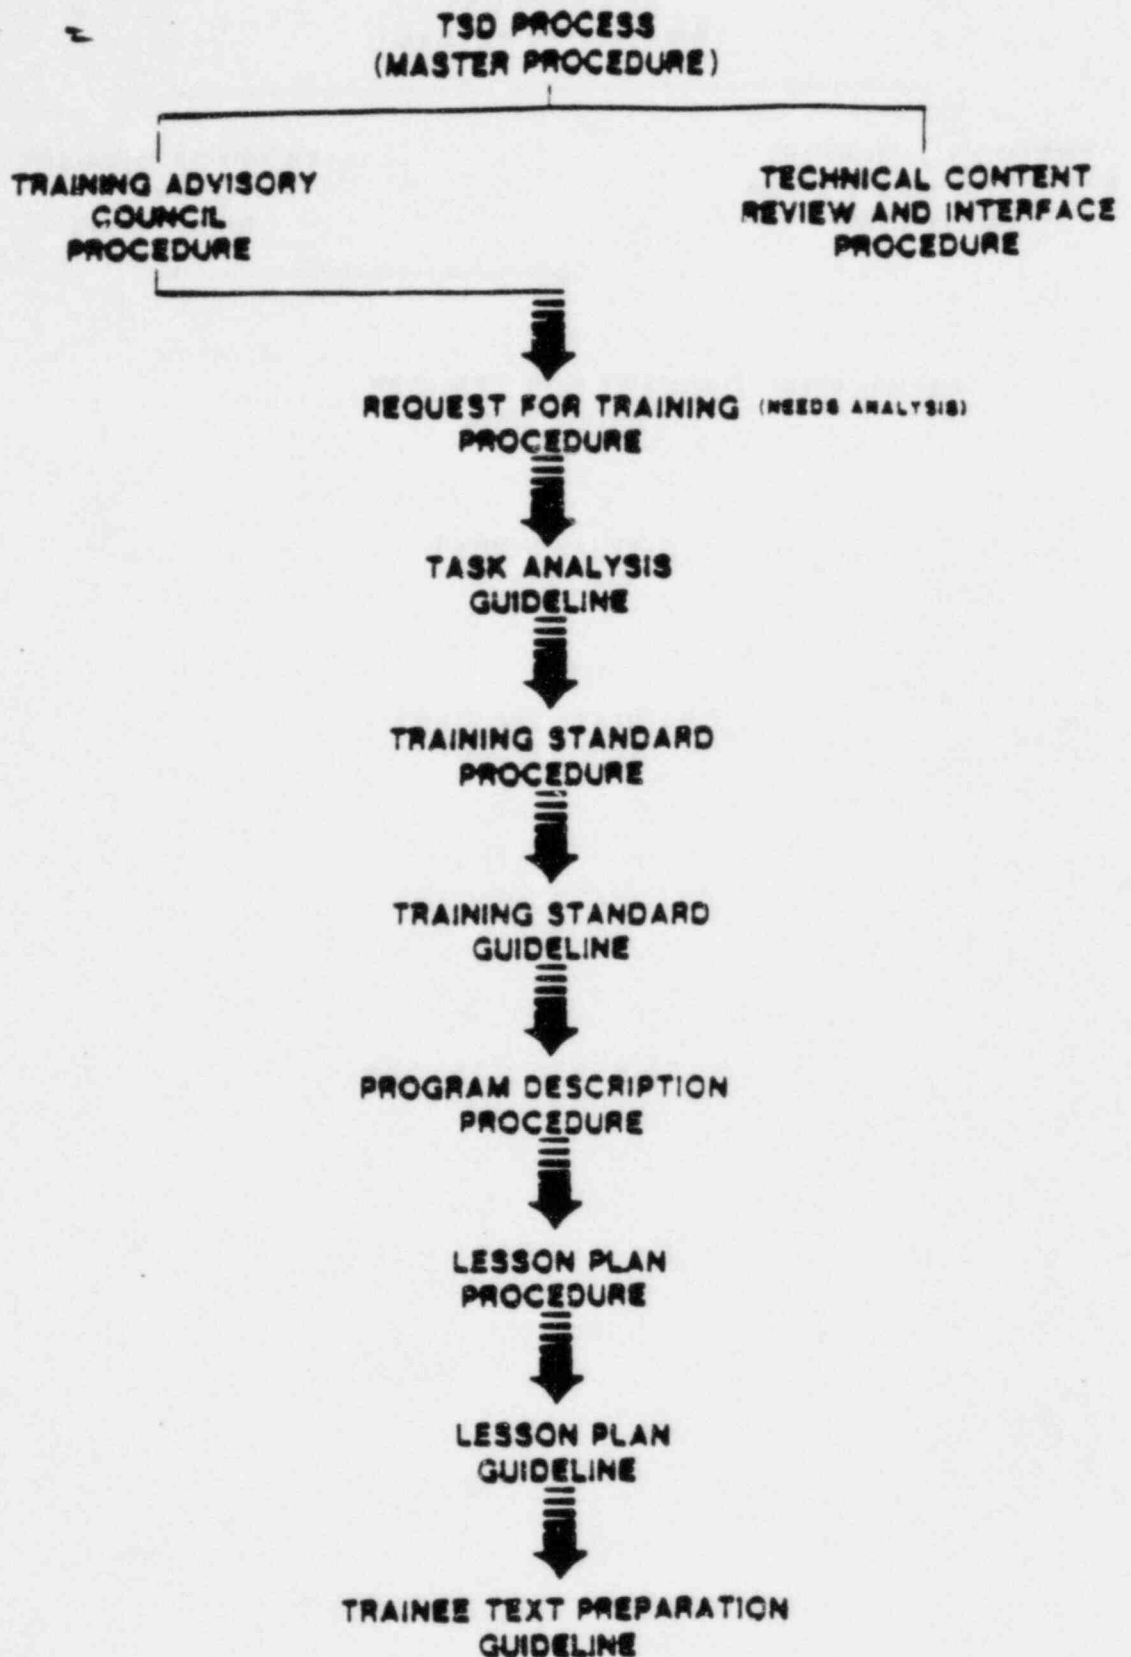 TSD PROCESS
(MASTER PROCEDURE)
TRAINING ADVISORY
COUNCIL
PROCEDURE
TECHNICAL CONTENT
REVIEW AND INTERFACE
PROCEDURE
REQUEST FOR TRAINING (NEEDS ANALYSIS)
PROCEDURE
TASK ANALYSIS
GUIDELINE
TRAINING STANDARD
PROCEDURE
TRAINING STANDARD
GUIDELINE
PROGRAM DESCRIPTION
PROCEDURE
LESSON PLAN
PROCEDURE
LESSON PLAN
GUIDELINE
TRAINEE TEXT PREPARATION
GUIDELINE